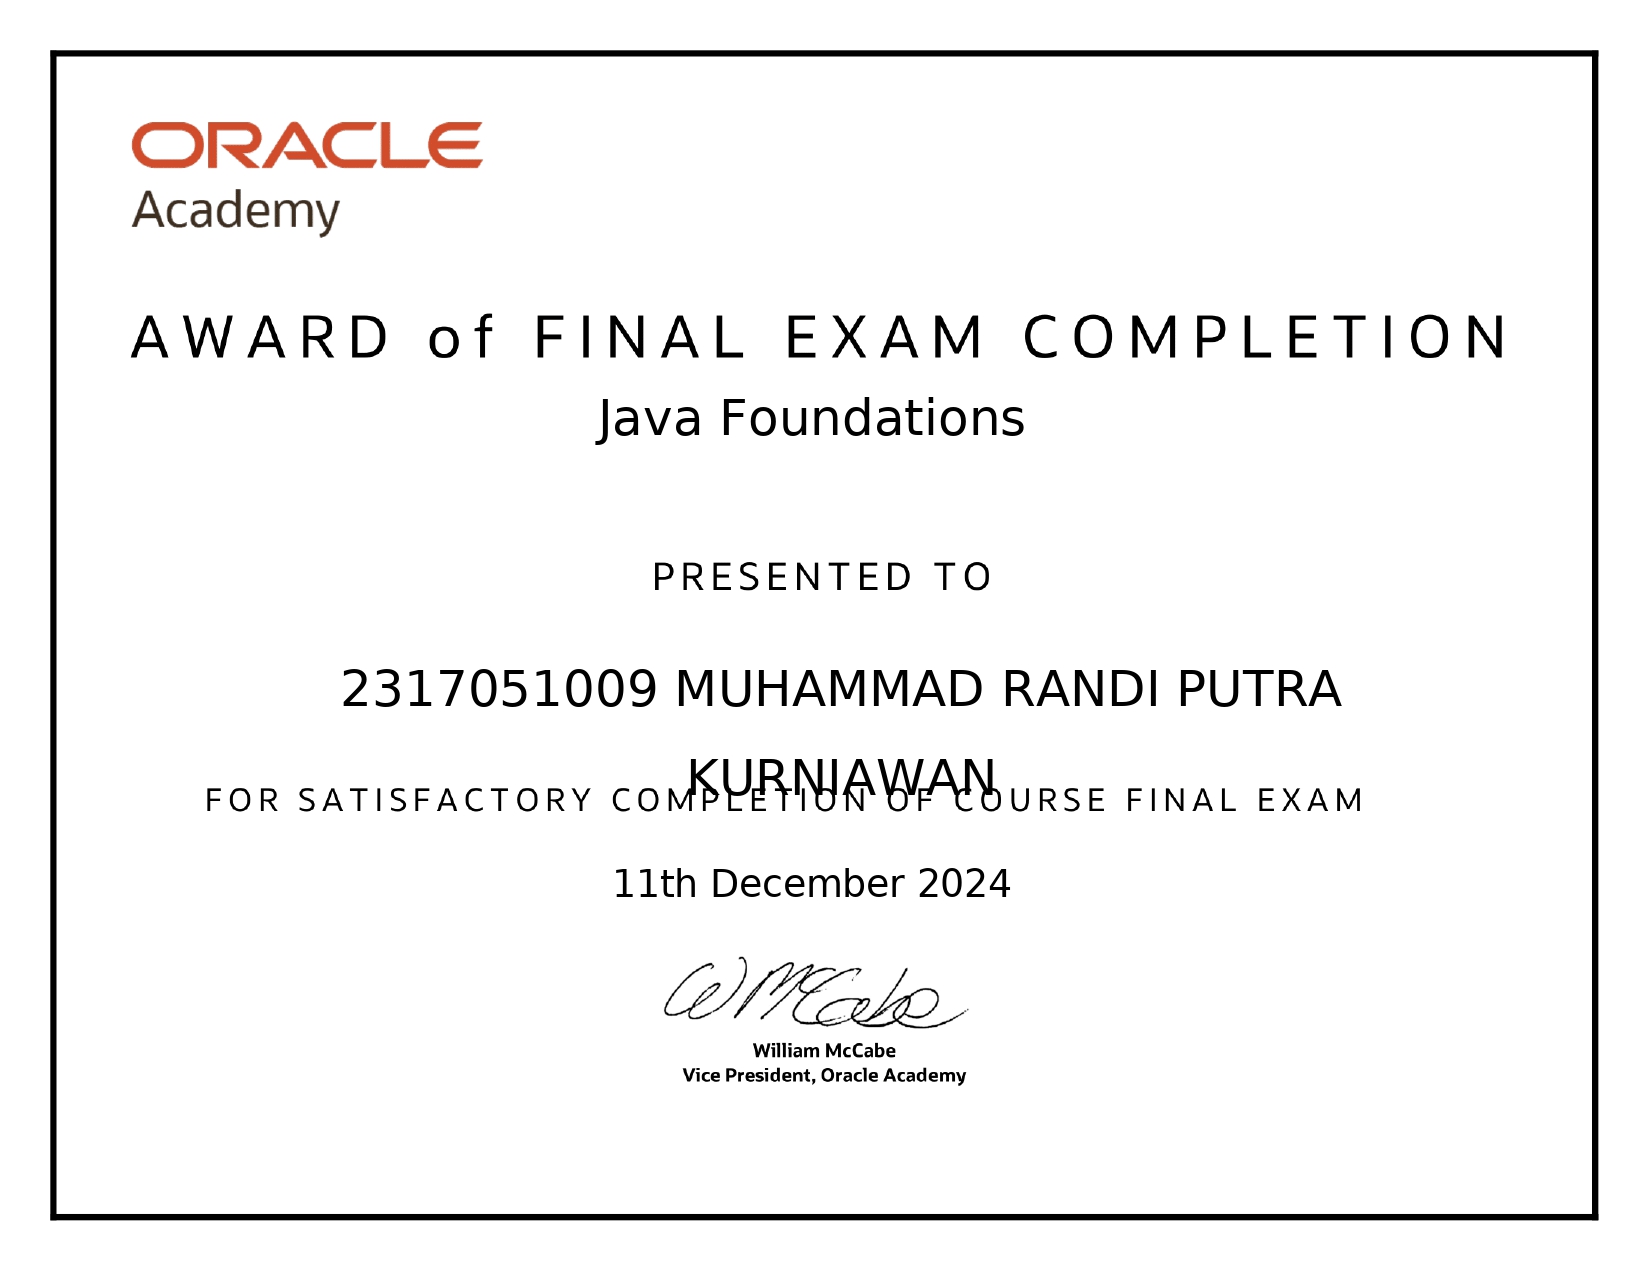 ORACLE
Academy
AWARD of FINAL EXAM COMPLETION
Java Foundations
PRESENTED TO
2317051009 MUHAMMAD RANDI PUTRA
KURNIAWAN
FOR SATISFACTORY COMPLETION OF COURSE FINAL EXAM
11th December 2024
W McCabe
William McCabe
Vice President, Oracle Academy